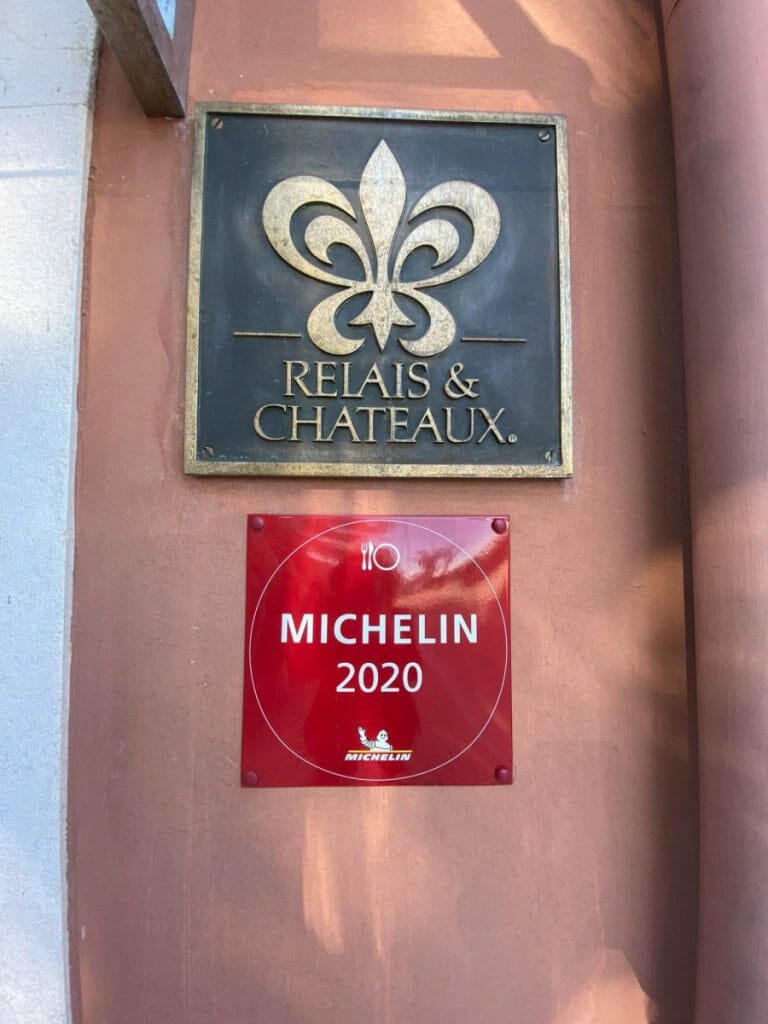 RELAIS &
CHATEAUX®
MICHELIN
2020
MICHELIN